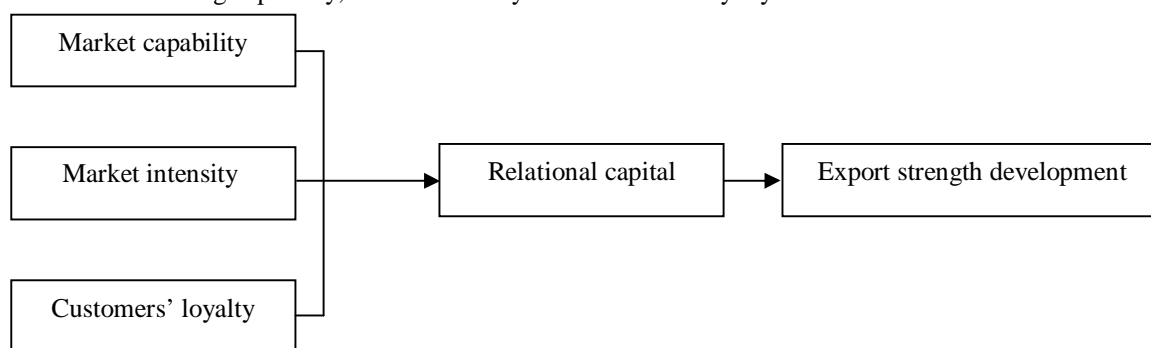 Market capability
Market intensity
Relational capital
Export strength development
Customers’ loyalty